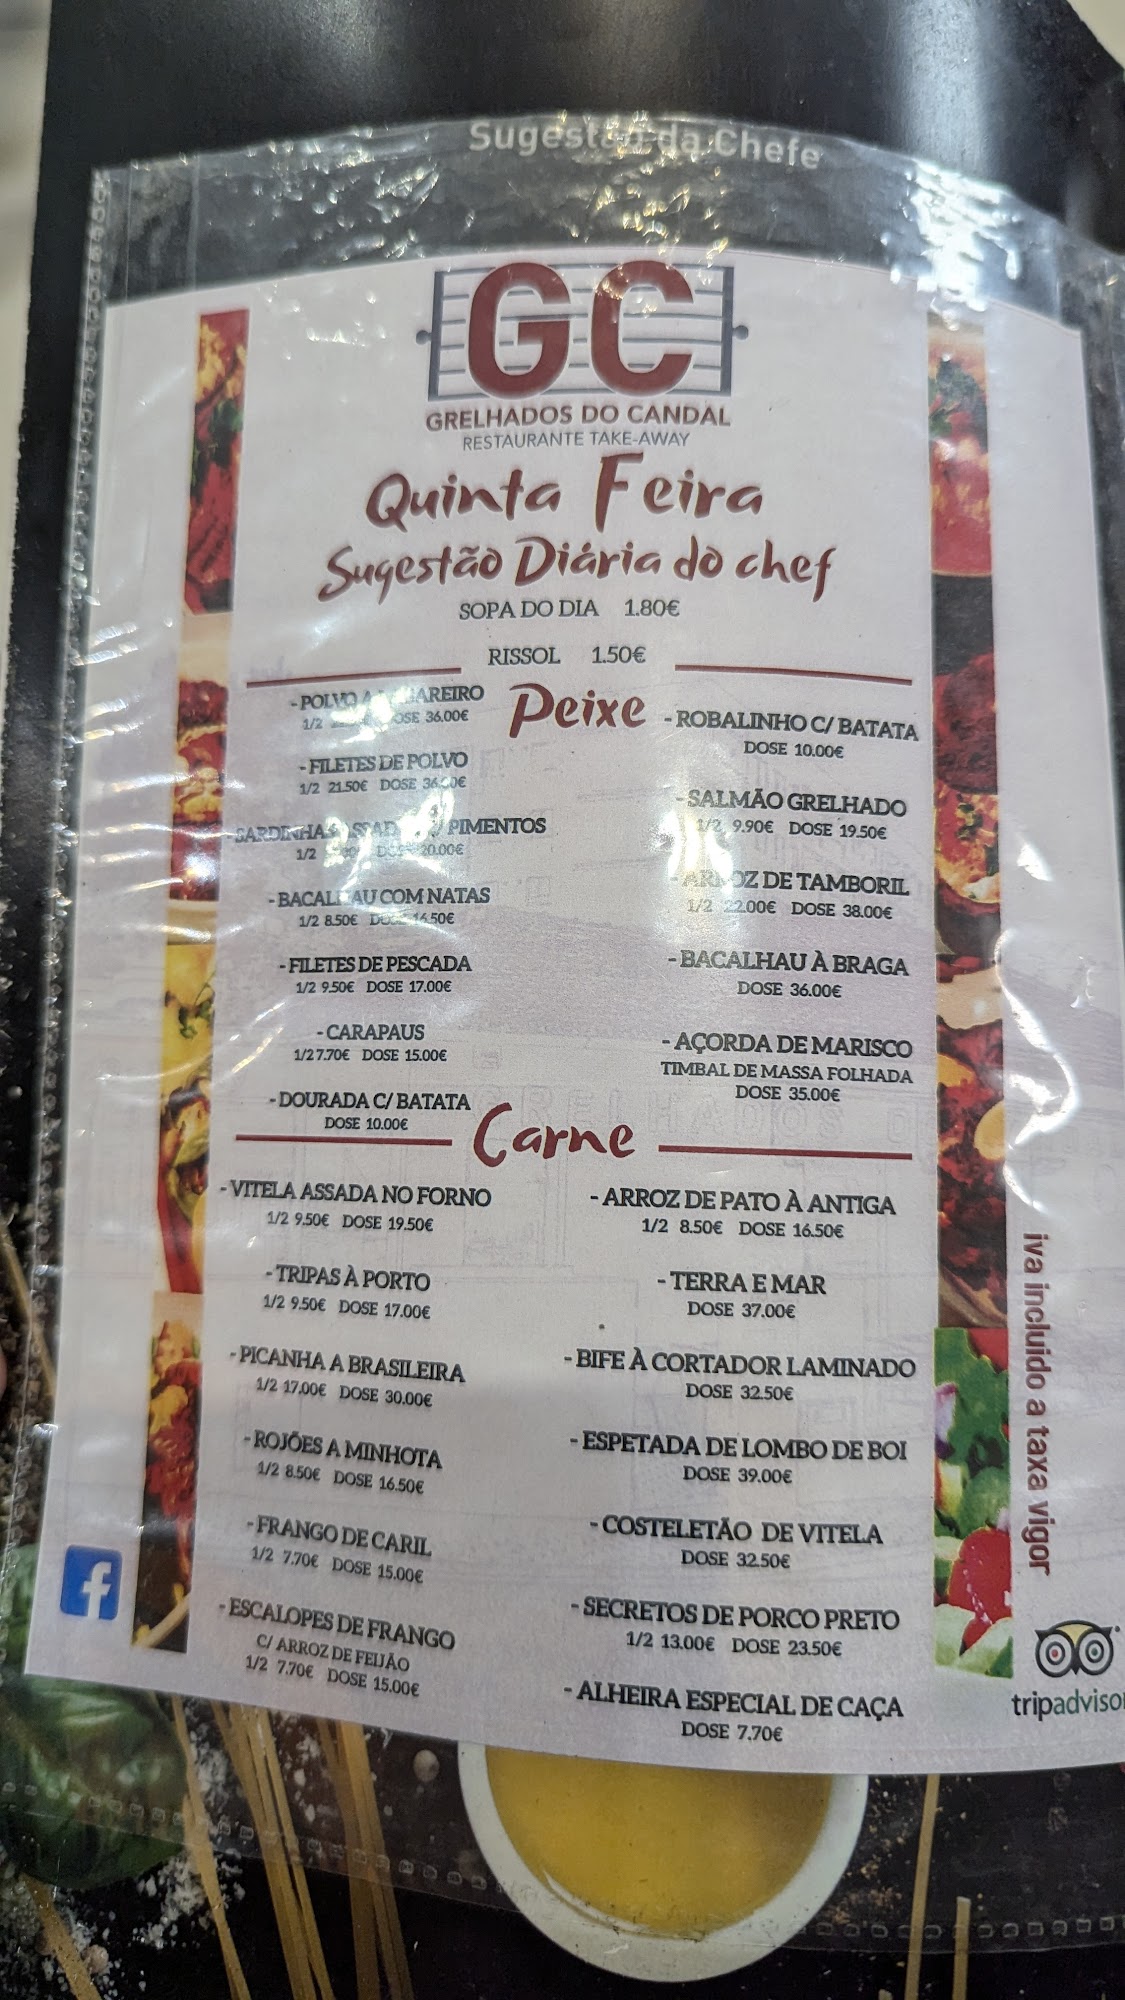 Sugestão da Chefe
GC
GRELHADOS DO CANDAL
RESTAURANTE TAKE-AWAY
Quinta Feira
Sugestão Diária do chef
SOPA DO DIA 1.80€
RISSOL 1.50€
Peixe
- POLVO A
1/2 DOSE 36.00€
- FILETES DE POLVO
1/2 21.50€ DOSE
PIMENTOS
1/2 20.00€
- BACALHAU COM NATAS
1/2 8.50€ DOSE 16.50€
- FILETES DE PESCADA
1/2 9.50€ DOSE 17.00€
- CARAPAUS
1/2 7.70€ DOSE 15.00€
- DOURADA C/ BATATA
DOSE 10.00€
- ROBALINHO C/ BATATA
DOSE 10.00€
- SALMÃO GRELHADO
1/2 9.90€ DOSE 19.50€
- ARROZ DE TAMBORIL
1/2 22.00€ DOSE 38.00€
- BACALHAU À BRAGA
DOSE 36.00€
- AÇORDA DE MARISCO
TIMBAL DE MASSA FOLHADA
DOSE 35.00€
Carne
- VITELA ASSADA NO FORNO
1/2 9.50€ DOSE 19.50€
- TRIPAS À PORTO
1/2 9.50€ DOSE 17.00€
- PICANHA A BRASILEIRA
1/2 17.00€ DOSE 30.00€
- ROJÕES A MINHOTA
1/2 8.50€ DOSE 16.50€
- FRANGO DE CARIL
1/2 7.70€ DOSE 15.00€
- ESCALOPES DE FRANGO
C/ ARROZ DE FEIJÃO
1/2 7.70€ DOSE 15.00€
- ARROZ DE PATO À ANTIGA
1/2 8.50€ DOSE 16.50€
- TERRA E MAR
DOSE 37.00€
- BIFE À CORTADOR LAMINADO
DOSE 32.50€
- ESPETADA DE LOMBO DE BOI
DOSE 39.00€
- COSTELETÃO DE VITELA
DOSE 32.50€
- SECRETOS DE PORCO PRETO
1/2 13.00€ DOSE 23.50€
- ALHEIRA ESPECIAL DE CAÇA
DOSE 7.70€
iva incluido a taxa vigor
f
tripadvisor